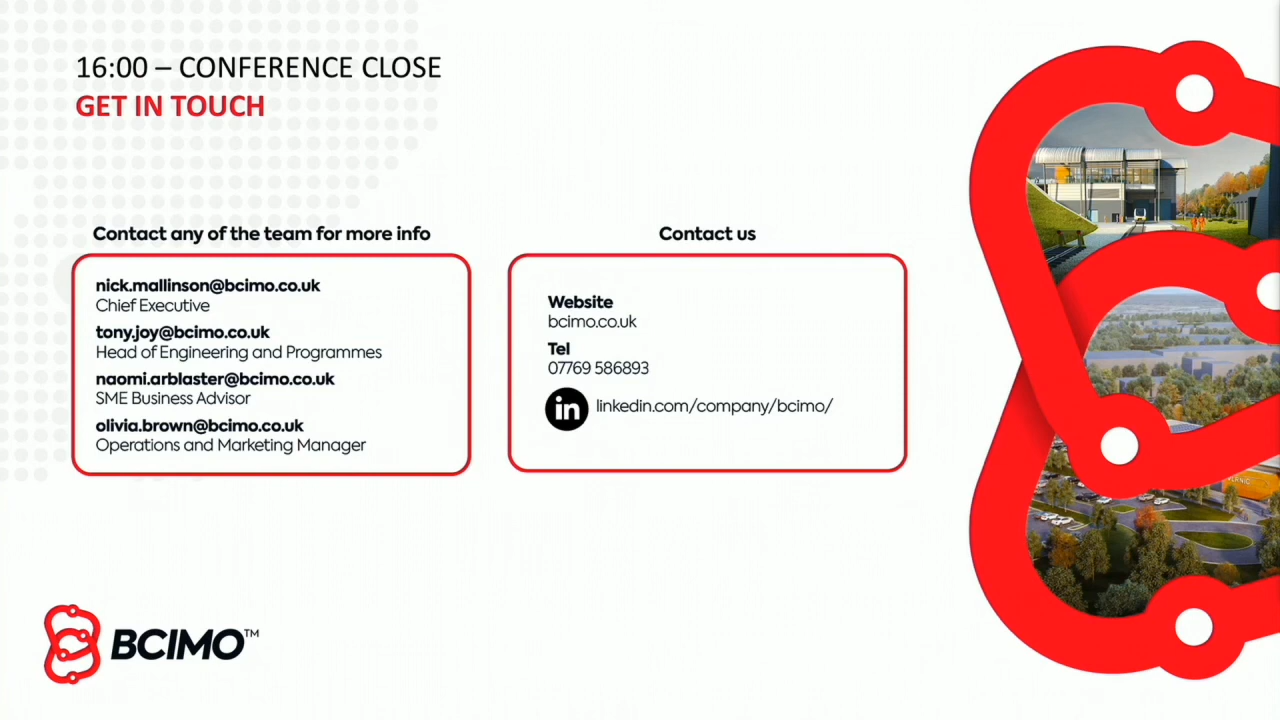 16:00 – CONFERENCE CLOSE
GET IN TOUCH
Contact any of the team for more info
nick.mallinson@bcimo.co.uk
Chief Executive
tony.joy@bcimo.co.uk
Head of Engineering and Programmes
naomi.arblaster@bcimo.co.uk
SME Business Advisor
olivia.brown@bcimo.co.uk
Operations and Marketing Manager
Contact us
Website
bcimo.co.uk
Tel
07769 586893
in linkedin.com/company/bcimo/
BCIMO™